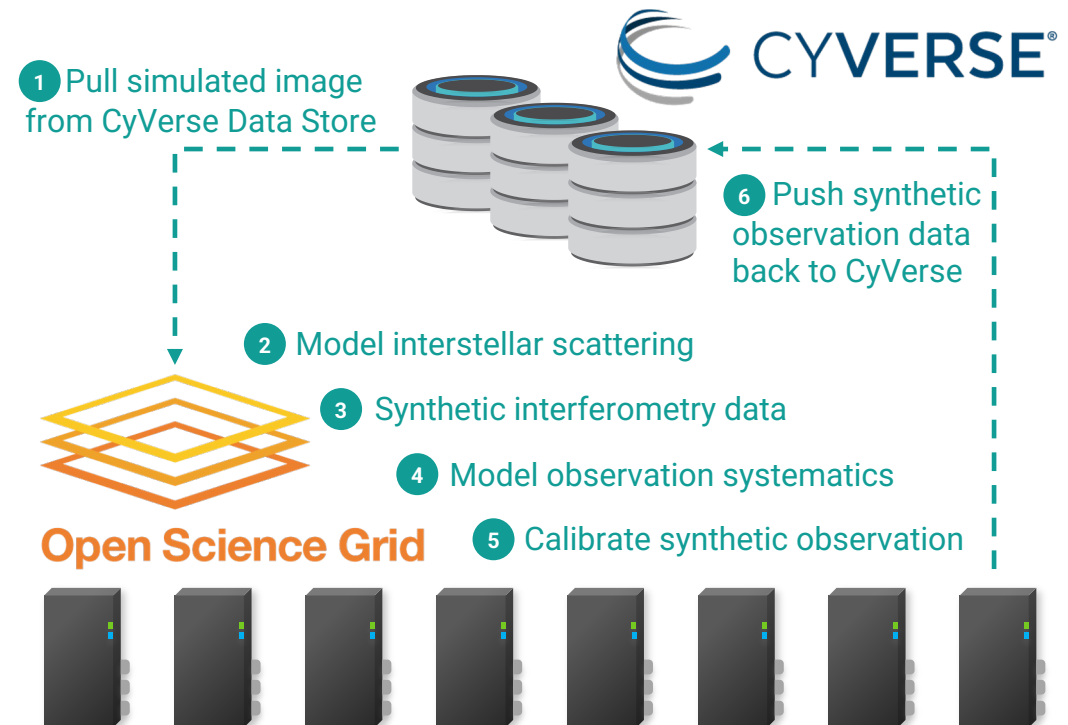 CYVERSE®
1 Pull simulated image
from CyVerse Data Store
6 Push synthetic
observation data
back to CyVerse
2 Model interstellar scattering
3 Synthetic interferometry data
4 Model observation systematics
5 Calibrate synthetic observation
Open Science Grid